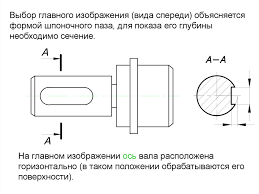 Выбор главного изображения (вида спереди) объясняется
формой шпоночного паза, для показа его глубины
необходимо сечение.
А
А–А
А
На главном изображении ось вала расположена
горизонтально (в таком положении обрабатываются его
поверхности).